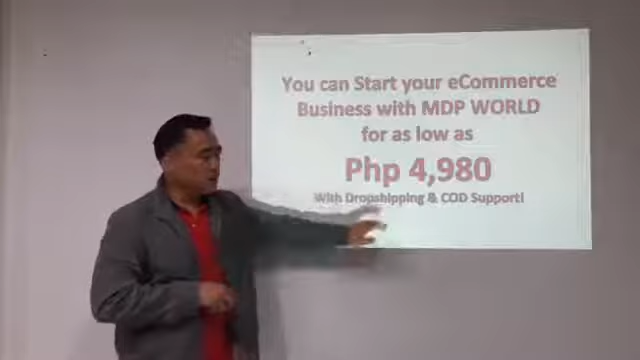 You can Start your eCommerce
Business with MDP WORLD
for as low as
Php 4,980
With Dropshipping & COD Support!